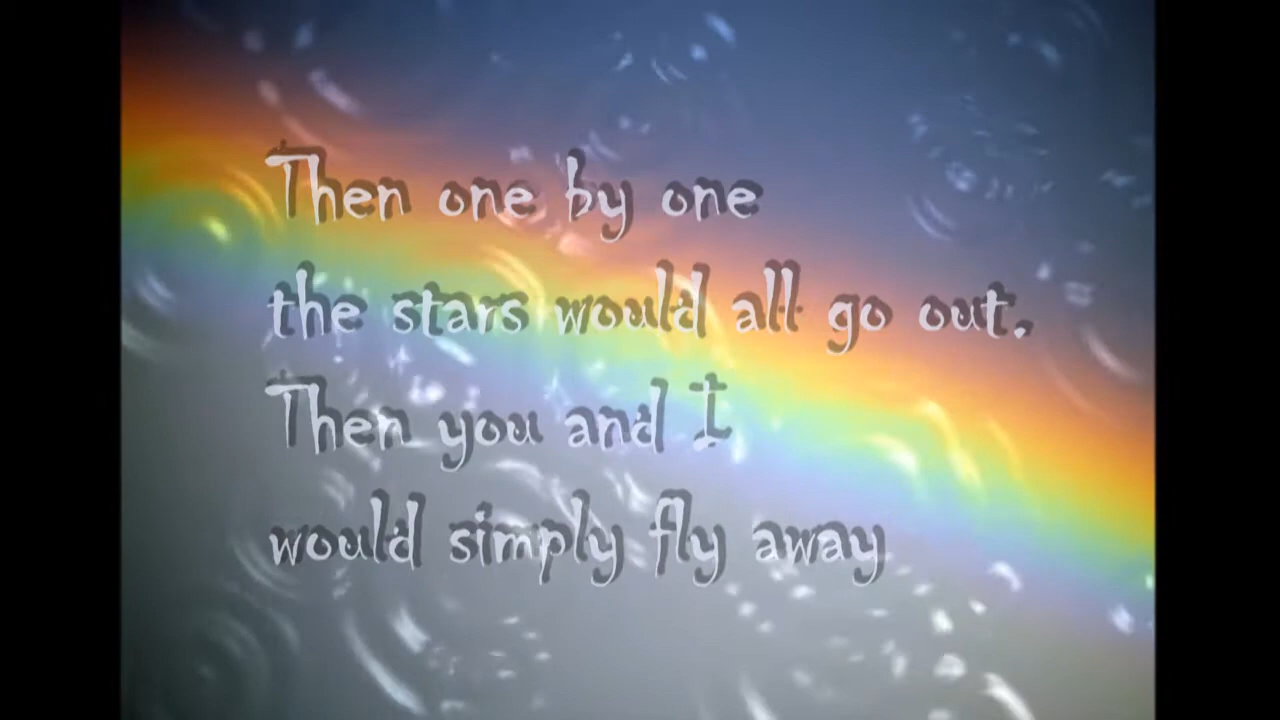 Then one by one
the stars would all go out.
Then you and I
would simply fly away